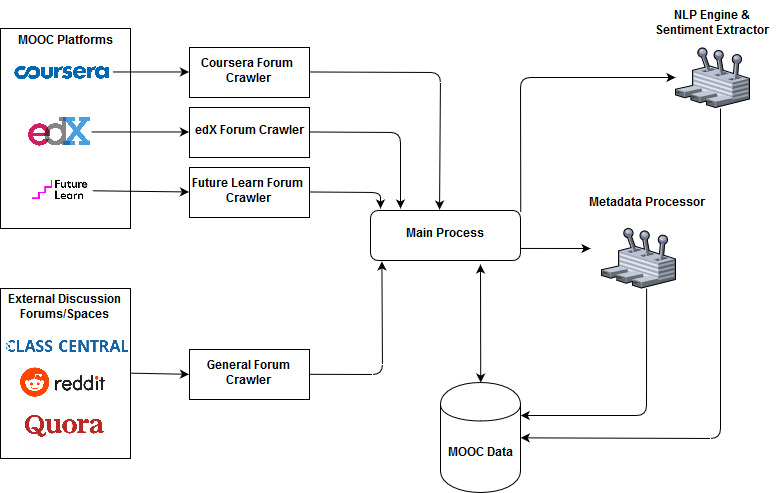 NLP Engine &
Sentiment Extractor
MOOC Platforms
coursera
Coursera Forum
Crawler
edX
edX Forum Crawler
Future
Learn
Future Learn Forum
Crawler
Metadata Processor
Main Process
External Discussion
Forums/Spaces
CLASS CENTRAL
reddit
Quora
General Forum
Crawler
MOOC Data